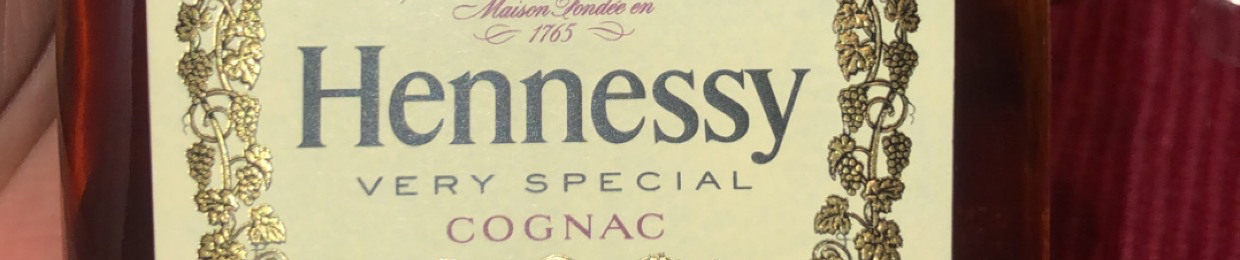 Maison Fondée en
1765
Hennessy
VERY SPECIAL
COGNAC